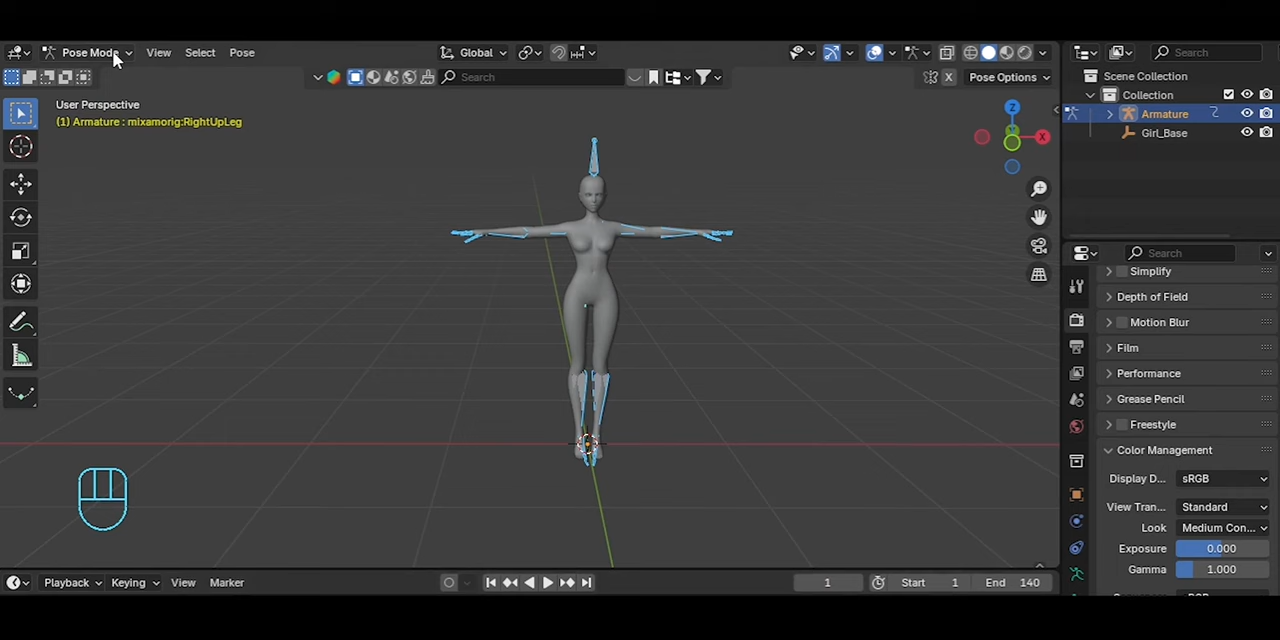 Pose Mode View Select Pose Global
Search Pose Options
User Perspective
(1) Armature : mixamorig:RightUpLeg
Z
X
Search
Scene Collection
Collection
Armature
Girl_Base
Search
Simplify
Depth of Field
Motion Blur
Film
Performance
Grease Pencil
Freestyle
Color Management
Display D... sRGB
View Tran... Standard
Look Medium Con...
Exposure 0.000
Gamma 1.000
Playback Keying View Marker 1 Start 1 End 140